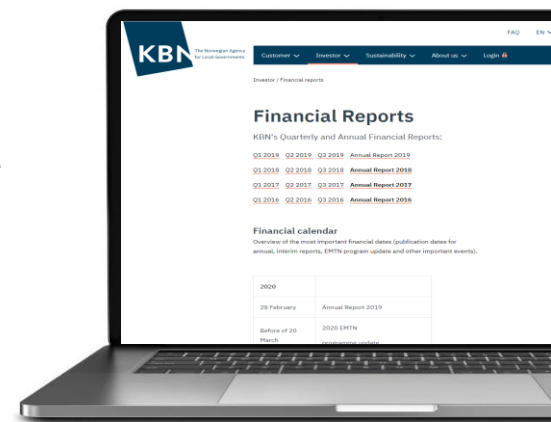 FAQ EN
KBN The Norwegian Agency
for Local Governments
Customer Investor Sustainability About us Login
Investor / Financial reports
Financial Reports
KBN's Quarterly and Annual Financial Reports:
Q1 2019 Q2 2019 Q3 2019 Annual Report 2019
Q1 2018 Q2 2018 Q3 2018 Annual Report 2018
Q1 2017 Q2 2017 Q3 2017 Annual Report 2017
Q1 2016 Q2 2016 Q3 2016 Annual Report 2016
Financial calendar
Overview of the most important financial dates (publication dates for
annual, interim reports, EMTN program update and other important events).
2020
28 February Annual Report 2019
Before of 20 2020 EMTN
March programme update